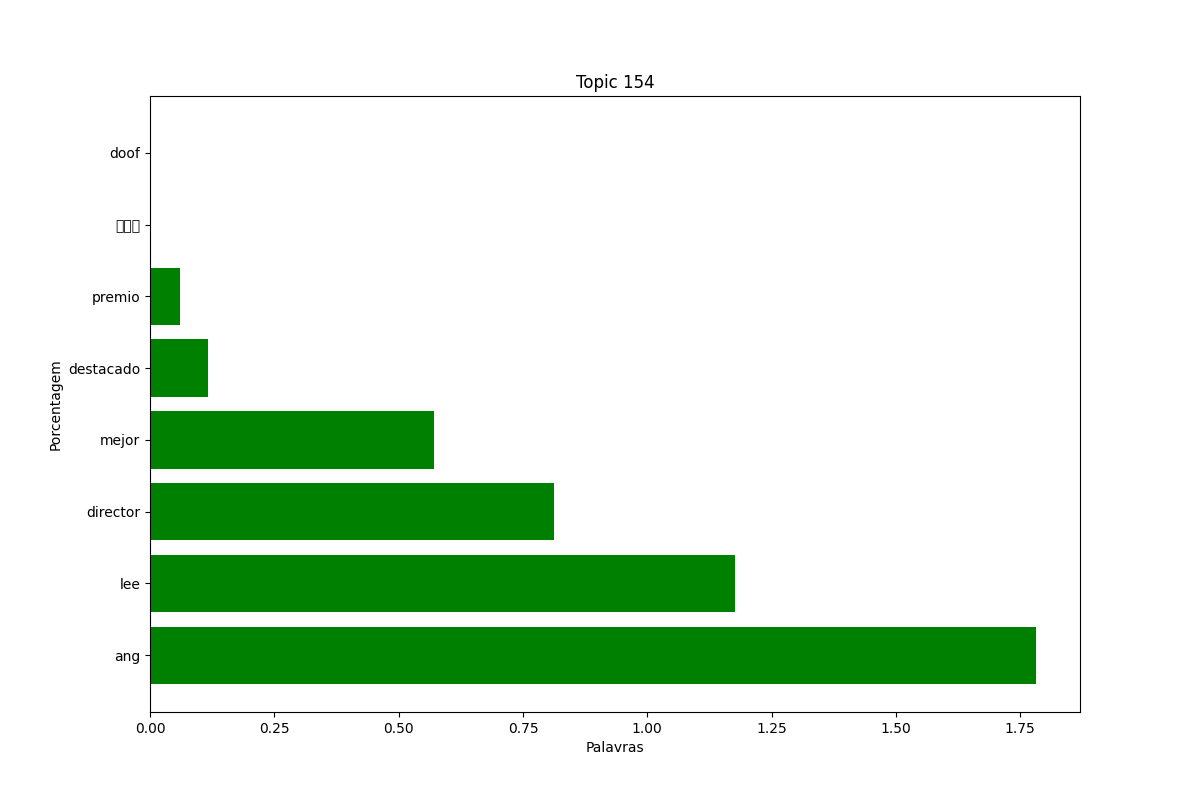 Topic 154
doof
premio
destacado
mejor
director
lee
ang
Porcentagem
0.00 0.25 0.50 0.75 1.00 1.25 1.50 1.75
Palavras